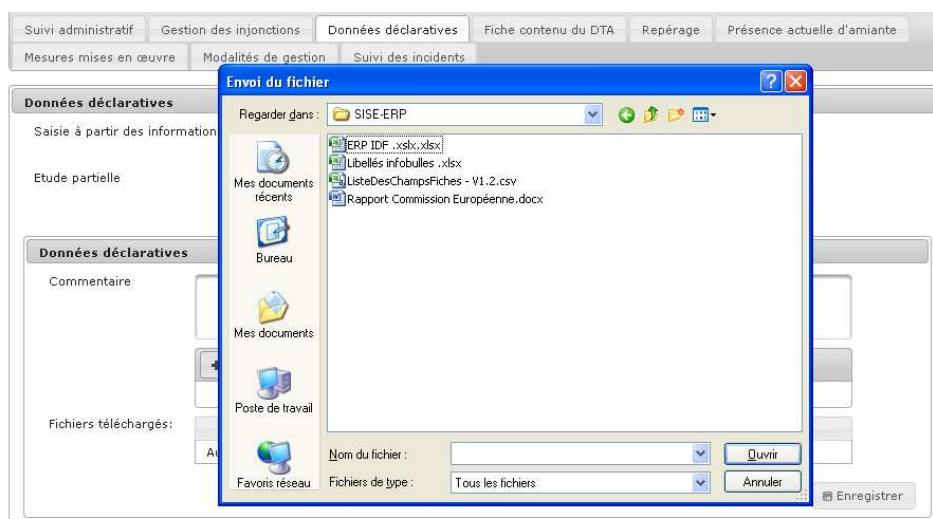 Suivi administratif Gestion des injonctions Données déclaratives Fiche contenu du DTA Repérage Présence actuelle d'amiante
Mesures mises en œuvre Modalités de gestion Suivi des incidents
Envoi du fichier
Données déclaratives
Regarder dans : SISE-ERP
Saisie à partir des information
ERP IDF .xslx.xlsx
Libellés infobulles .xlsx
ListeDesChampsFiches - V1.2.csv
Rapport Commission Européenne.docx
Etude partielle
Mes documents
récents
Bureau
Données déclaratives
Commentaire
Mes documents
Poste de travail
Fichiers téléchargés:
Au
Nom du fichier :
Ouvrir
Favoris réseau
Fichiers de type : Tous les fichiers
Annuler
Enregistrer